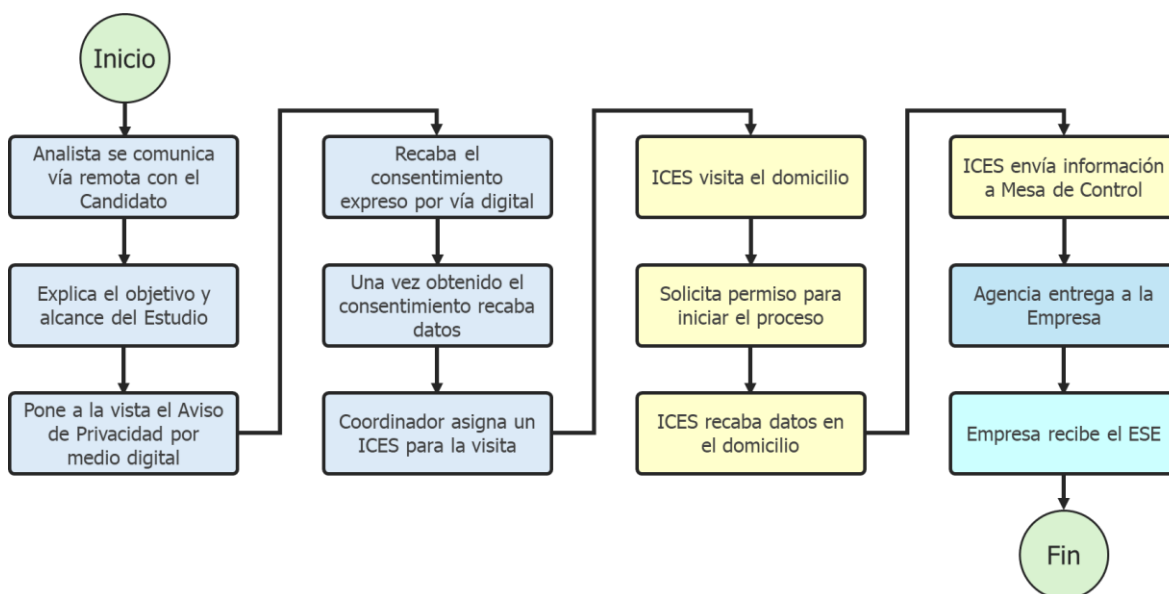 Inicio
Analista se comunica
vía remota con el
Candidato
Explica el objetivo y
alcance del Estudio
Pone a la vista el Aviso
de Privacidad por
medio digital
Recaba el
consentimiento
expreso por vía digital
Una vez obtenido el
consentimiento recaba
datos
Coordinador asigna un
ICES para la visita
ICES visita el domicilio
Solicita permiso para
iniciar el proceso
ICES recaba datos en
el domicilio
ICES envía información
a Mesa de Control
Agencia entrega a la
Empresa
Empresa recibe el ESE
Fin